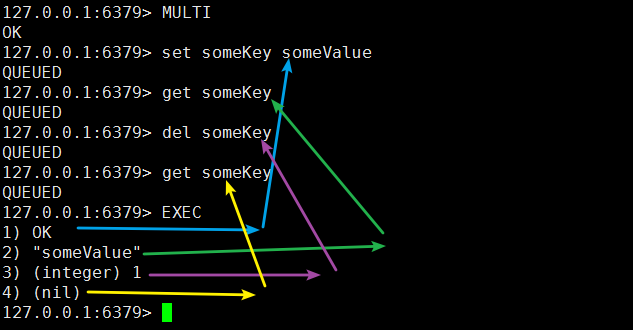 127.0.0.1:6379> MULTI
OK
127.0.0.1:6379> set someKey someValue
QUEUED
127.0.0.1:6379> get someKey
QUEUED
127.0.0.1:6379> del someKey
QUEUED
127.0.0.1:6379> get someKey
QUEUED
127.0.0.1:6379> EXEC
1) OK
2) "someValue"
3) (integer) 1
4) (nil)
127.0.0.1:6379>